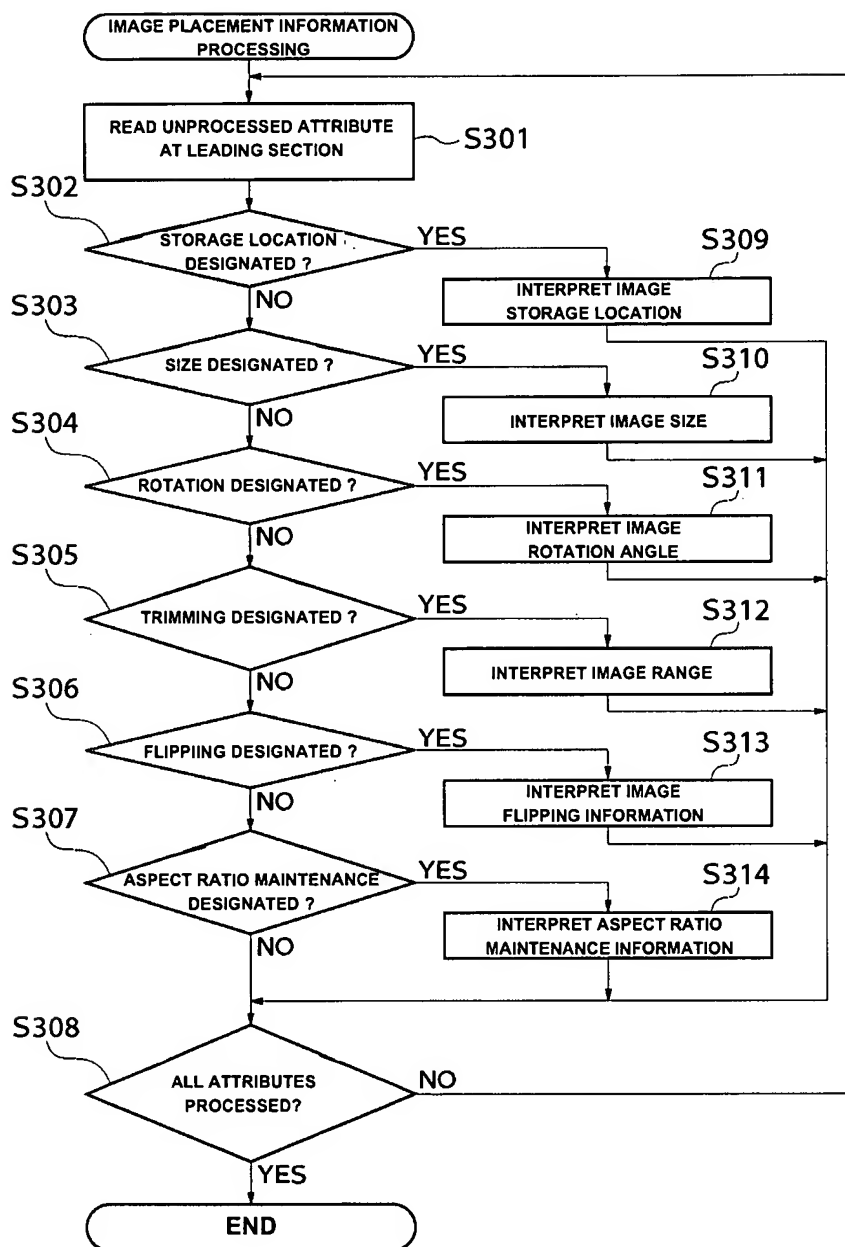 IMAGE PLACEMENT INFORMATION
PROCESSING
READ UNPROCESSED ATTRIBUTE
AT LEADING SECTION
S301
S302
STORAGE LOCATION
DESIGNATED ?
YES
NO
S309
INTERPRET IMAGE
STORAGE LOCATION
S303
SIZE DESIGNATED ?
YES
NO
S310
INTERPRET IMAGE SIZE
S304
ROTATION DESIGNATED ?
YES
NO
S311
INTERPRET IMAGE
ROTATION ANGLE
S305
TRIMMING DESIGNATED ?
YES
NO
S312
INTERPRET IMAGE RANGE
S306
FLIPPIING DESIGNATED ?
YES
NO
S313
INTERPRET IMAGE
FLIPPING INFORMATION
S307
ASPECT RATIO MAINTENANCE
DESIGNATED ?
YES
NO
S314
INTERPRET ASPECT RATIO
MAINTENANCE INFORMATION
S308
ALL ATTRIBUTES
PROCESSED?
NO
YES
END